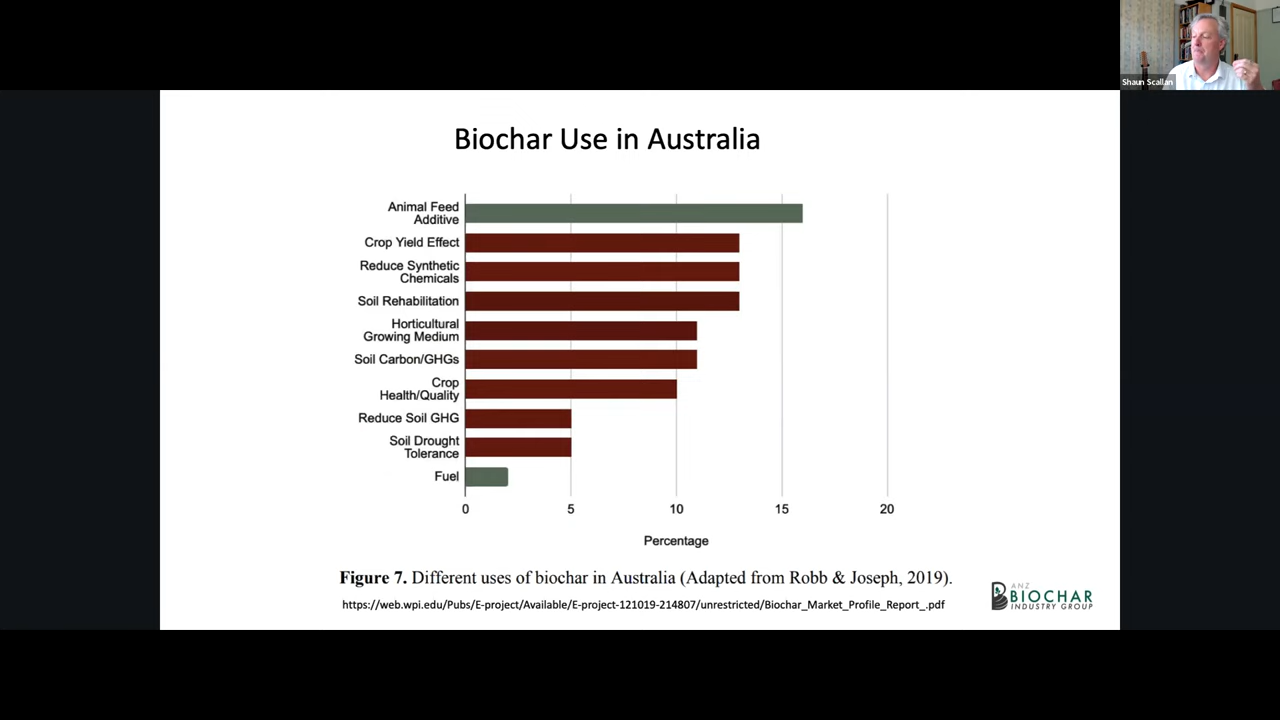 Shaun Scallan
Biochar Use in Australia
Animal Feed
Additive
Crop Yield Effect
Reduce Synthetic
Chemicals
Soil Rehabilitation
Horticultural
Growing Medium
Soil Carbon/GHGs
Crop
Health/Quality
Reduce Soil GHG
Soil Drought
Tolerance
Fuel
0 5 10 15 20
Percentage
Figure 7. Different uses of biochar in Australia (Adapted from Robb & Joseph, 2019).
https://web.wpi.edu/Pubs/E-project/Available/E-project-121019-214807/unrestricted/Biochar_Market_Profile_Report_.pdf
ANZ
BIOCHAR
INDUSTRY GROUP